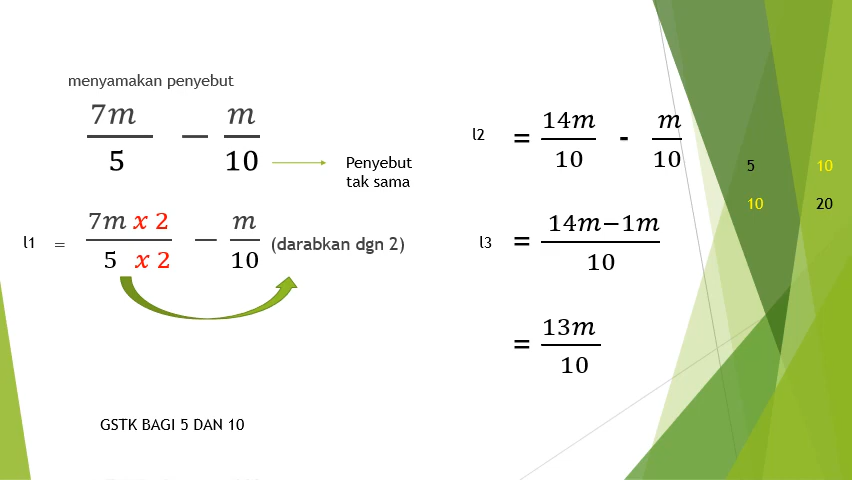 menyamakan penyebut
7m/5 − m/10
Penyebut
tak sama
l1 = 7m x 2/5 x 2 − m/10 (darabkan dgn 2)
GSTK BAGI 5 DAN 10
l2 = 14m/10 - m/10
l3 = 14m−1m/10
= 13m/10
5 10
10 20